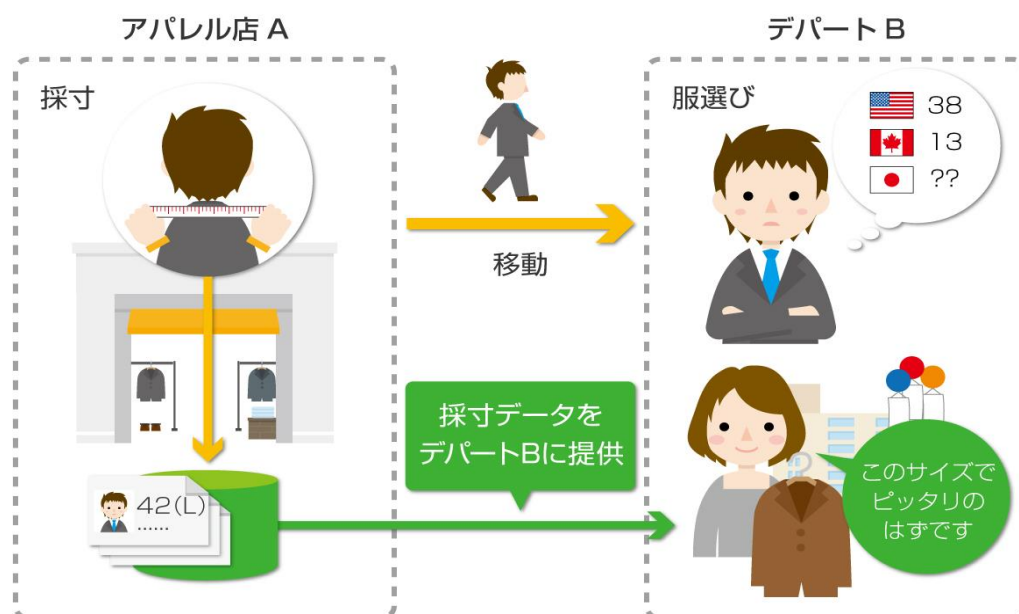 アパレル店 A
デパート B
採寸
服選び
38
13
??
移動
採寸データを
デパートBに提供
42(L)
......
このサイズで
ピッタリの
はずです